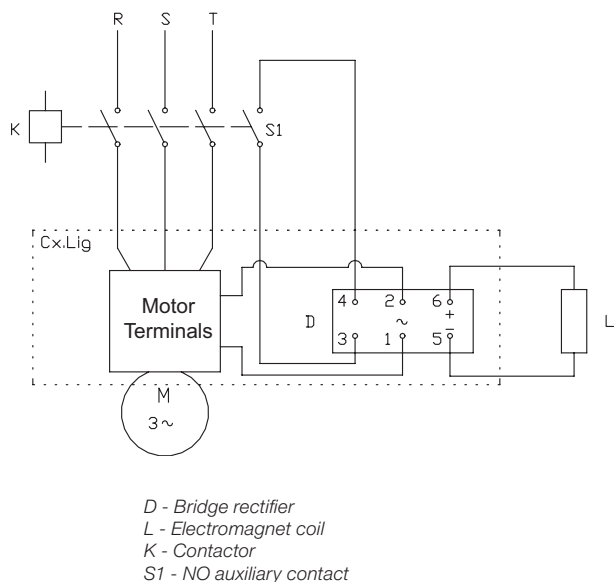 R S T
K
S1
Cx.Lig
Motor
Terminals
D
4 2 6
~ +
3 1 5 –
L
M
3~
D - Bridge rectifier
L - Electromagnet coil
K - Contactor
S1 - NO auxiliary contact